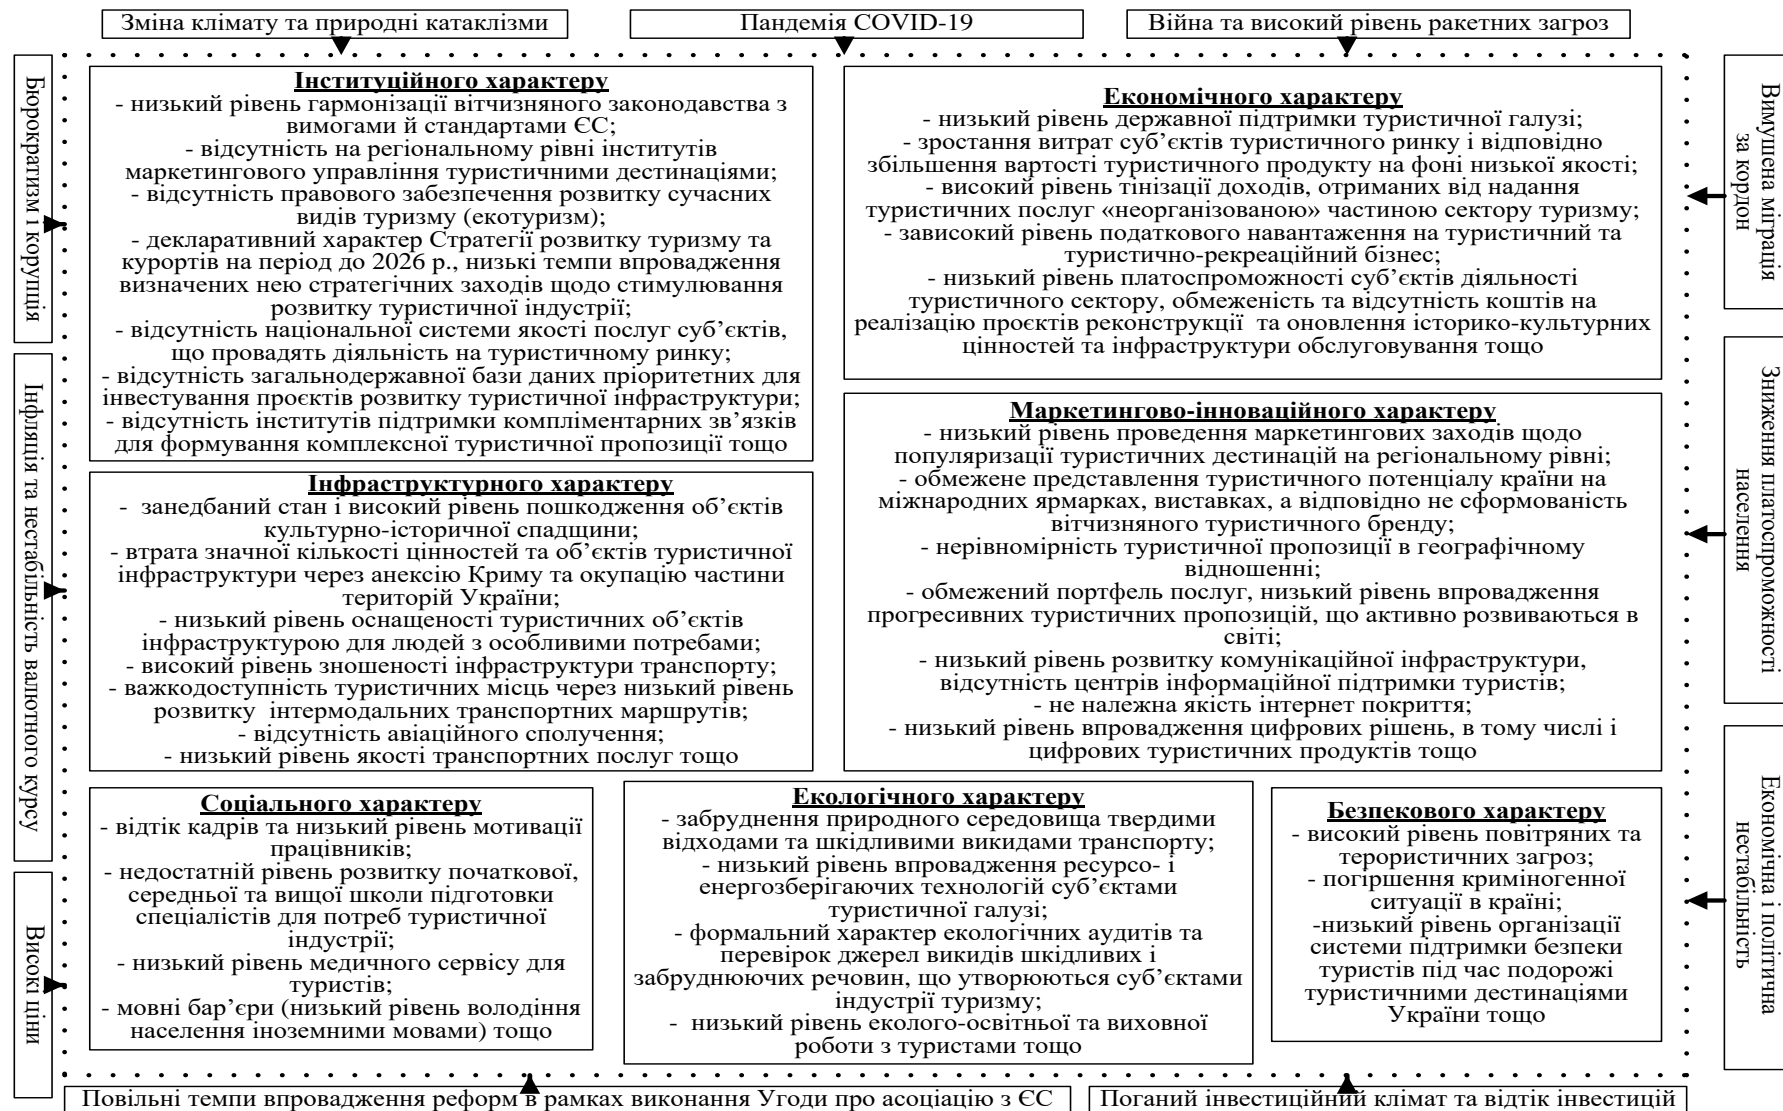 Зміна клімату та природні катаклізми
Пандемія COVID-19
Війна та високий рівень ракетних загроз
Бюрократизм і корупція
Інфляція та нестабільність валютного курсу
Високі ціни
Інституційного характеру
- низький рівень гармонізації вітчизняного законодавства з
вимогами й стандартами ЄС;
- відсутність на регіональному рівні інститутів
маркетингового управління туристичними дестинаціями;
- відсутність правового забезпечення розвитку сучасних
видів туризму (екотуризм);
- декларативний характер Стратегії розвитку туризму та
курортів на період до 2026 р., низькі темпи впровадження
визначених нею стратегічних заходів щодо стимулювання
розвитку туристичної індустрії;
- відсутність національної системи якості послуг суб’єктів,
що провадять діяльність на туристичному ринку;
- відсутність загальнодержавної бази даних пріоритетних для
інвестування проєктів розвитку туристичної інфраструктури;
- відсутність інститутів підтримки компліментарних зв’язків
для формування комплексної туристичної пропозиції тощо
Економічного характеру
- низький рівень державної підтримки туристичної галузі;
- зростання витрат суб’єктів туристичного ринку і відповідно
збільшення вартості туристичного продукту на фоні низької якості;
- високий рівень тінізації доходів, отриманих від надання
туристичних послуг «неорганізованою» частиною сектору туризму;
- зависокий рівень податкового навантаження на туристичний та
туристично-рекреаційний бізнес;
- низький рівень платоспроможності суб’єктів діяльності
туристичного сектору, обмеженість та відсутність коштів на
реалізацію проєктів реконструкції  та оновлення історико-культурних
цінностей та інфраструктури обслуговування тощо
Інфраструктурного характеру
-  занедбаний стан і високий рівень пошкодження об’єктів
культурно-історичної спадщини;
- втрата значної кількості цінностей та об’єктів туристичної
інфраструктури через анексію Криму та окупацію частини
територій України;
- низький рівень оснащеності туристичних об’єктів
інфраструктурою для людей з особливими потребами;
- високий рівень зношеності інфраструктури транспорту;
- важкодоступність туристичних місць через низький рівень
розвитку  інтермодальних транспортних маршрутів;
- відсутність авіаційного сполучення;
- низький рівень якості транспортних послуг тощо
Маркетингово-інноваційного характеру
- низький рівень проведення маркетингових заходів щодо
популяризації туристичних дестинацій на регіональному рівні;
- обмежене представлення туристичного потенціалу країни на
міжнародних ярмарках, виставках, а відповідно не сформованість
вітчизняного туристичного бренду;
- нерівномірність туристичної пропозиції в географічному
відношенні;
- обмежений портфель послуг, низький рівень впровадження
прогресивних туристичних пропозицій, що активно розвиваються в
світі;
- низький рівень розвитку комунікаційної інфраструктури,
відсутність центрів інформаційної підтримки туристів;
- не належна якість інтернет покриття;
- низький рівень впровадження цифрових рішень, в тому числі і
цифрових туристичних продуктів тощо
Соціального характеру
- відтік кадрів та низький рівень мотивації
працівників;
- недостатній рівень розвитку початкової,
середньої та вищої школи підготовки
спеціалістів для потреб туристичної
індустрії;
- низький рівень медичного сервісу для
туристів;
- мовні бар’єри (низький рівень володіння
населення іноземними мовами) тощо
Екологічного характеру
- забруднення природного середовища твердими
відходами та шкідливими викидами транспорту;
- низький рівень впровадження ресурсо- і
енергозберігаючих технологій суб’єктами
туристичної галузі;
- формальний характер екологічних аудитів та
перевірок джерел викидів шкідливих і
забруднюючих речовин, що утворюються суб’єктами
індустрії туризму;
-  низький рівень еколого-освітньої та виховної
роботи з туристами тощо
Безпекового характеру
- високий рівень повітряних та
терористичних загроз;
- погіршення криміногенної
ситуації в країні;
-низький рівень організації
системи підтримки безпеки
туристів під час подорожі
туристичними дестинаціями
України тощо
Вимушена міграція
за кордон
Зниження платоспроможності
населення
Економічна і політична
нестабільність
Повільні темпи впровадження реформ в рамках виконання Угоди про асоціацію з ЄС
Поганий інвестиційний клімат та відтік інвестицій